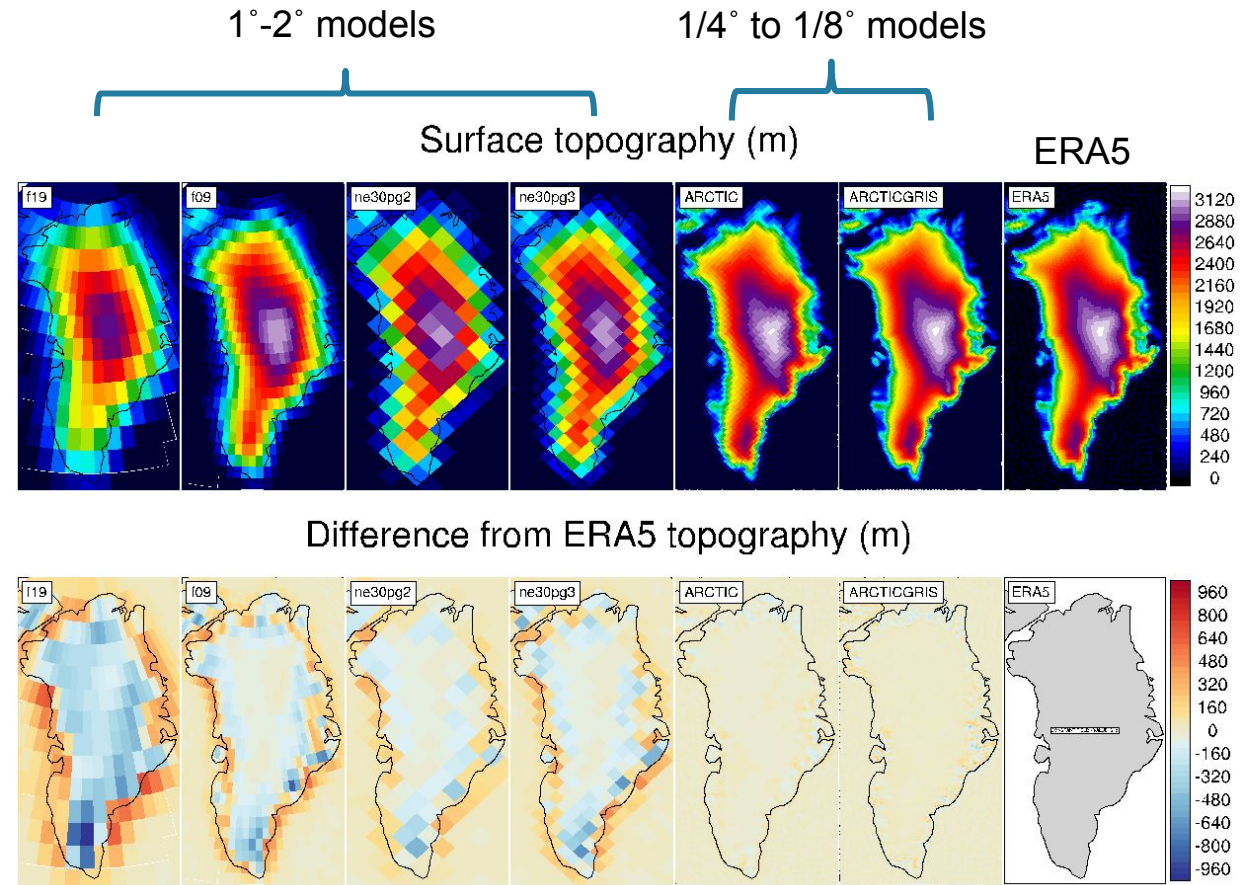 1˚-2˚ models
1/4˚ to 1/8˚ models
Surface topography (m)
ERA5
f19
f09
ne30pg2
ne30pg3
ARCTIC
ARCTICGRIS
ERA5
3120
2880
2640
2400
2160
1920
1680
1440
1200
960
720
480
240
0
Difference from ERA5 topography (m)
f19
f09
ne30pg2
ne30pg3
ARCTIC
ARCTICGRIS
ERA5
960
800
640
480
320
160
0
-160
-320
-480
-640
-800
-960